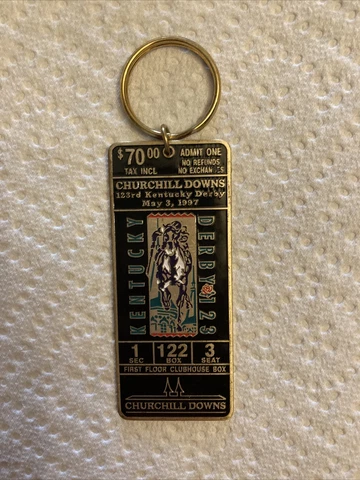 $70.00 ADMIT ONE
TAX INCL NO REFUNDS
NO EXCHANGES
CHURCHILL DOWNS
123rd Kentucky Derby
May 3, 1997
KENTUCKY
DERBY 123
1 122 3
SEC BOX SEAT
FIRST FLOOR CLUBHOUSE BOX
CHURCHILL DOWNS